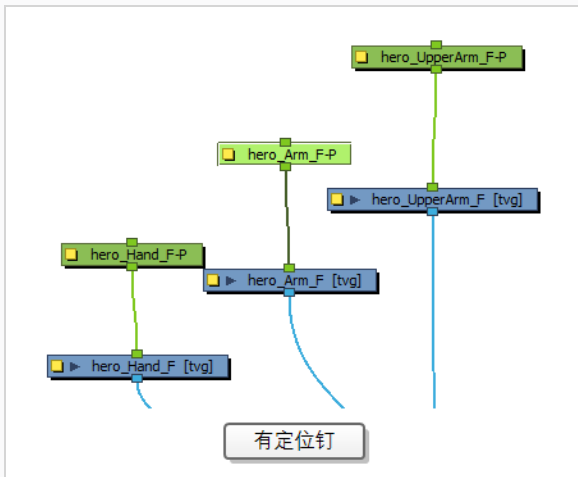 hero_UpperArm_F-P
hero_Arm_F-P
hero_UpperArm_F [tvg]
hero_Hand_F-P
hero_Arm_F [tvg]
hero_Hand_F [tvg]
有定位钉